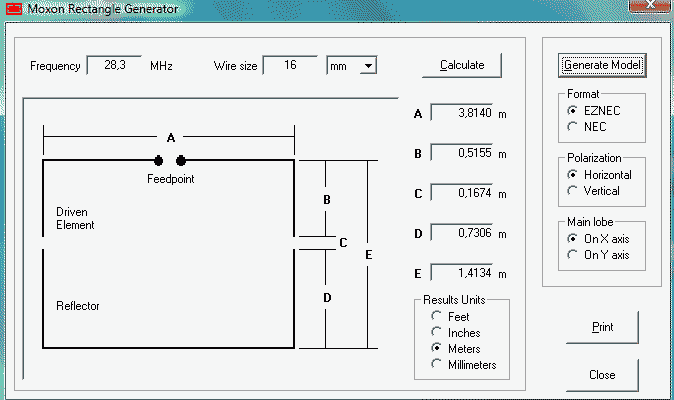 Moxon Rectangle Generator
Frequency 28,3 MHz Wire size 16 mm Calculate
Generate Model
A 3,8140 m
B 0,5155 m
C 0,1674 m
D 0,7306 m
E 1,4134 m
A
Feedpoint
Driven
Element
B
C
E
D
Reflector
Results Units
Feet
Inches
Meters
Millimeters
Format
EZNEC
NEC
Polarization
Horizontal
Vertical
Main lobe
On X axis
On Y axis
Print
Close